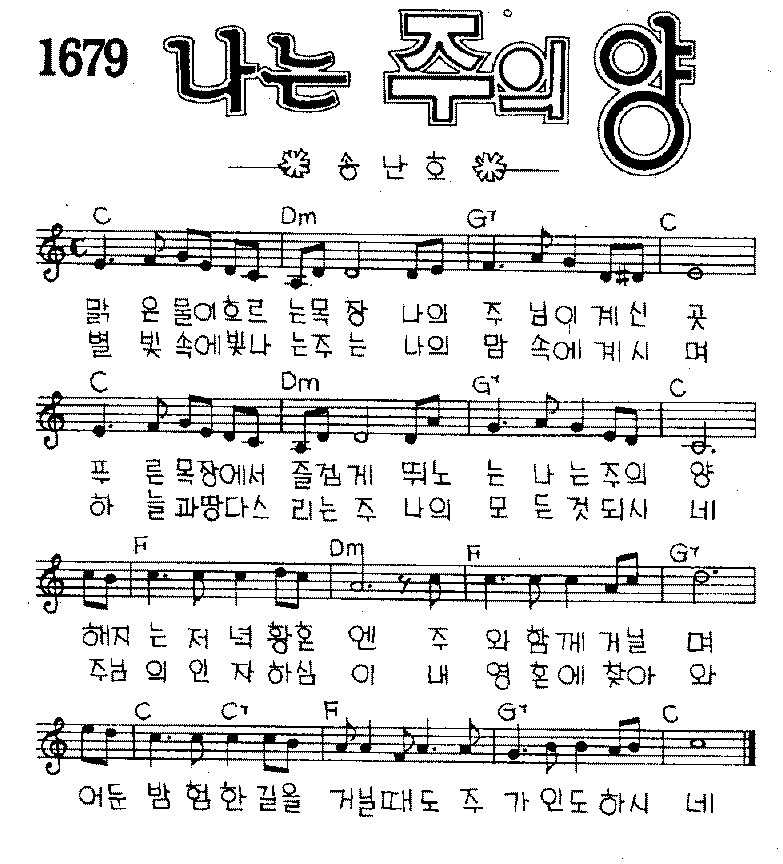 1679 나는 주의 양
송 난 호
C Dm G7 C
맑 은 물이흐르 는목 장 나의 주 님이 계 신 곳
별 빛 속에빛나 는주 는 나의 맘 속에 계 시 며
C Dm G7 C
푸 른 목장에서 즐겁 게 뛰노 는 나 는 주의 양
하 늘 과땅다스 리는 주 나의 모 든 것 되시 네
F Dm F G7
해지 는 저 녁 황혼 엔 주 와 함 께 거닐 며
주님 의 인 자 하심 이 내 영 혼 에 찾아 와
C C7 F G7 C
어둔 밤 험 한 길을 거 닐 때 도 주 가 인도 하시 네